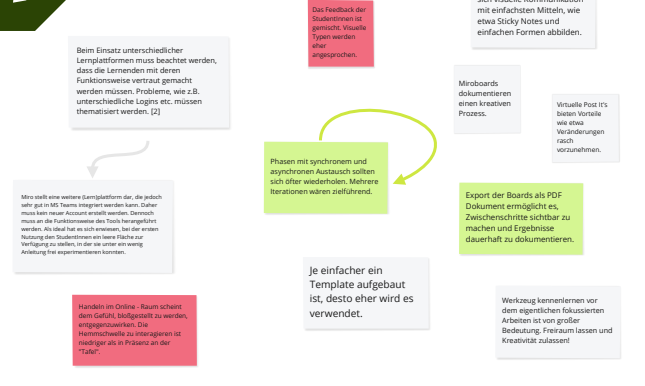 Das Feedback der
StudentInnen ist
gemischt. Visuelle
Typen werden
eher
angesprochen.
sich visuelle Kommunikation
mit einfachsten Mitteln, wie
etwa Sticky Notes und
einfachen Formen abbilden.
Beim Einsatz unterschiedlicher
Lernplattformen muss beachtet werden,
dass die Lernenden mit deren
Funktionsweise vertraut gemacht
werden müssen. Probleme, wie z.B.
unterschiedliche Logins etc. müssen
thematisiert werden. [2]
Miroboards
dokumentieren
einen kreativen
Prozess.
Virtuelle Post It's
bieten Vorteile
wie etwa
Veränderungen
rasch
vorzunehmen.
Phasen mit synchronem und
asynchronen Austausch sollten
sich öfter wiederholen. Mehrere
Iterationen wären zielführend.
Miro stellt eine weitere (Lern)plattform dar, die jedoch
sehr gut in MS Teams integriert werden kann. Daher
muss kein neuer Account erstellt werden. Dennoch
muss an die Funktionsweise des Tools herangeführt
werden. Als ideal hat es sich erwiesen, bei der ersten
Nutzung den StudentInnen ein leere Fläche zur
Verfügung zu stellen, in der sie unter ein wenig
Anleitung frei experimentieren konnten.
Export der Boards als PDF
Dokument ermöglicht es,
Zwischenschritte sichtbar zu
machen und Ergebnisse
dauerhaft zu dokumentieren.
Je einfacher ein
Template aufgebaut
ist, desto eher wird es
verwendet.
Handeln im Online - Raum scheint
dem Gefühl, bloßgestellt zu werden,
entgegenzuwirken. Die
Hemmschwelle zu interagieren ist
niedriger als in Präsenz an der
"Tafel".
Werkzeug kennenlernen vor
dem eigentlichen fokussierten
Arbeiten ist von großer
Bedeutung. Freiraum lassen und
Kreativität zulassen!